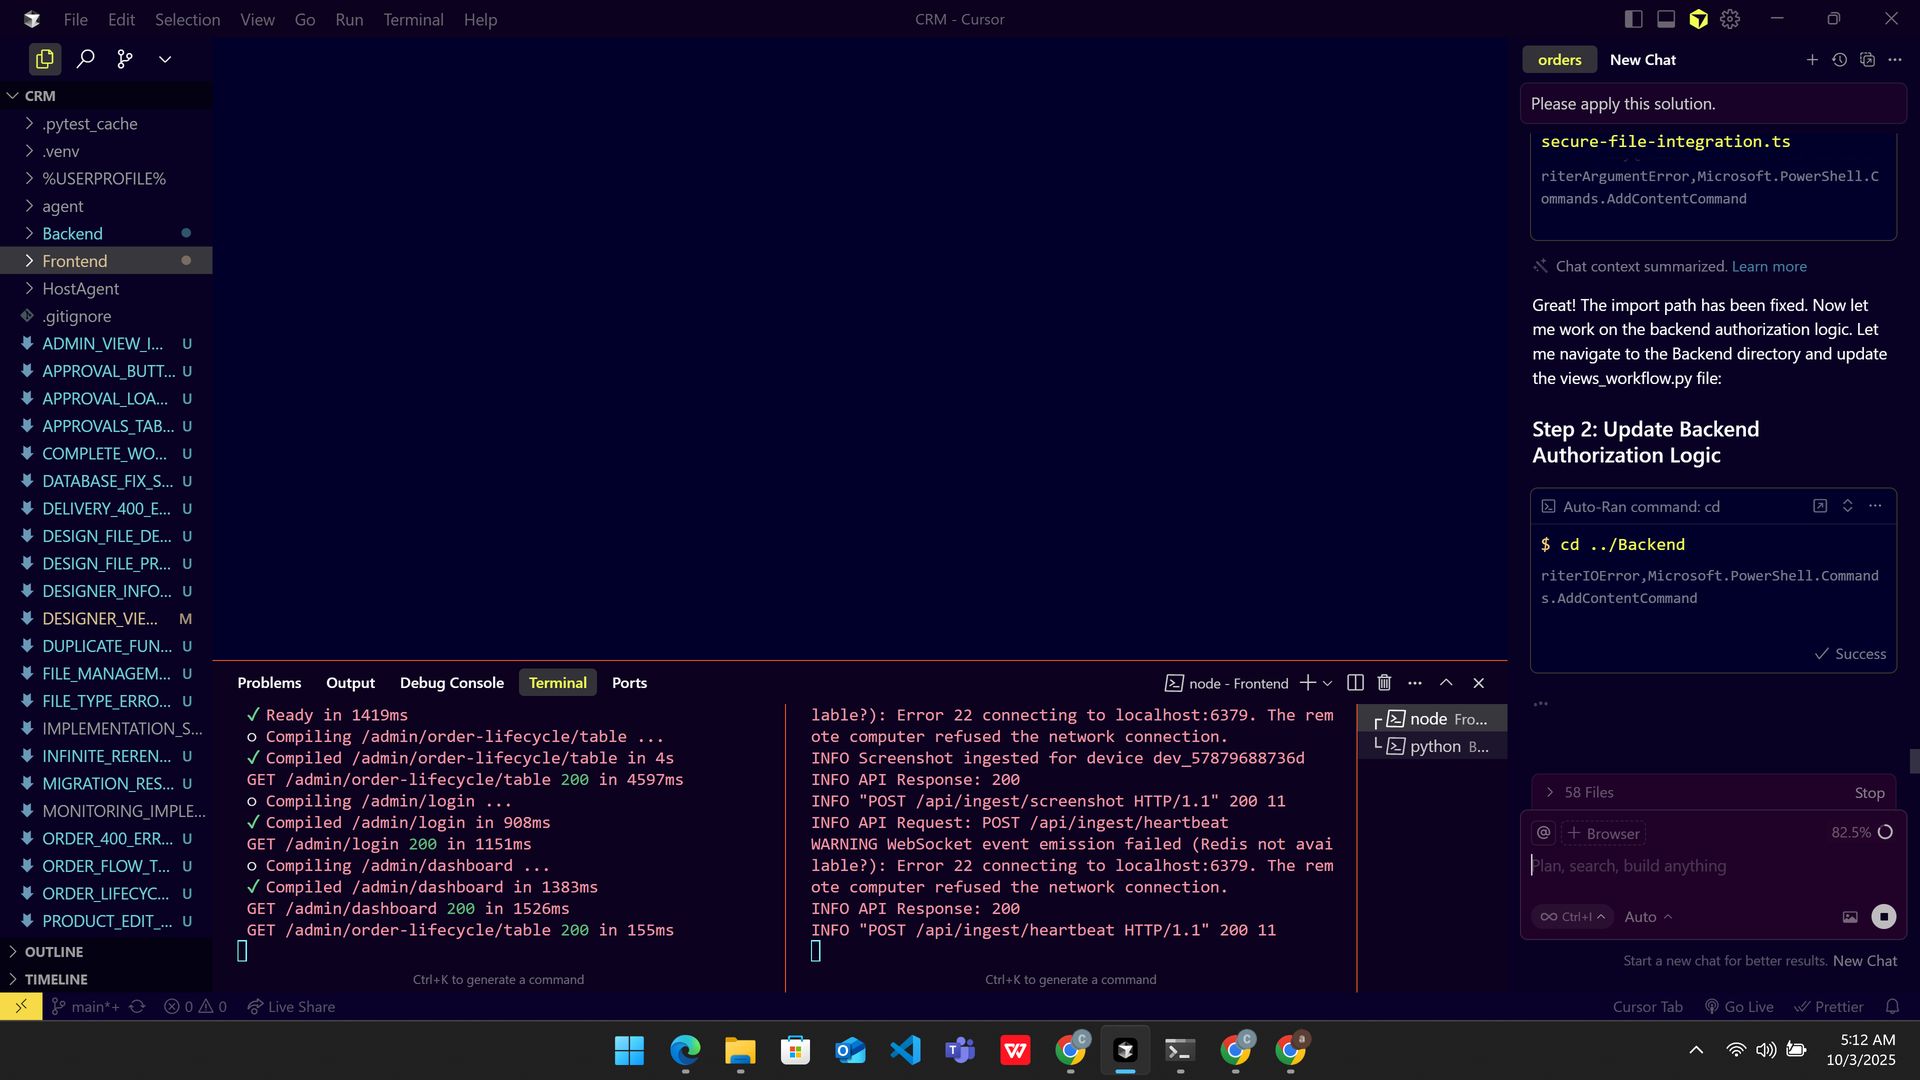 File Edit Selection View Go Run Terminal Help
CRM - Cursor
CRM
.pytest_cache
.venv
%USERPROFILE%
agent
Backend
Frontend
HostAgent
.gitignore
ADMIN_VIEW_I... U
APPROVAL_BUTT... U
APPROVAL_LOA... U
APPROVALS_TAB... U
COMPLETE_WO... U
DATABASE_FIX_S... U
DELIVERY_400_E... U
DESIGN_FILE_DE... U
DESIGN_FILE_PR... U
DESIGNER_INFO... U
DESIGNER_VIE... M
DUPLICATE_FUN... U
FILE_MANAGEM... U
FILE_TYPE_ERRO... U
IMPLEMENTATION_S...
INFINITE_REREN... U
MIGRATION_RES... U
MONITORING_IMPLE...
ORDER_400_ERR... U
ORDER_FLOW_T... U
ORDER_LIFECYC... U
PRODUCT_EDIT_... U
OUTLINE
TIMELINE
Problems Output Debug Console Terminal Ports
node - Frontend
✓ Ready in 1419ms
○ Compiling /admin/order-lifecycle/table ...
✓ Compiled /admin/order-lifecycle/table in 4s
GET /admin/order-lifecycle/table 200 in 4597ms
○ Compiling /admin/login ...
✓ Compiled /admin/login in 908ms
GET /admin/login 200 in 1151ms
○ Compiling /admin/dashboard ...
✓ Compiled /admin/dashboard in 1383ms
GET /admin/dashboard 200 in 1526ms
GET /admin/order-lifecycle/table 200 in 155ms
Ctrl+K to generate a command
lable?): Error 22 connecting to localhost:6379. The rem
ote computer refused the network connection.
INFO Screenshot ingested for device dev_57879688736d
INFO API Response: 200
INFO "POST /api/ingest/screenshot HTTP/1.1" 200 11
INFO API Request: POST /api/ingest/heartbeat
WARNING WebSocket event emission failed (Redis not avai
lable?): Error 22 connecting to localhost:6379. The rem
ote computer refused the network connection.
INFO API Response: 200
INFO "POST /api/ingest/heartbeat HTTP/1.1" 200 11
Ctrl+K to generate a command
node Fro...
python B...
orders New Chat
Please apply this solution.
secure-file-integration.ts
riterArgumentError,Microsoft.PowerShell.C
ommands.AddContentCommand
Chat context summarized. Learn more
Great! The import path has been fixed. Now let
me work on the backend authorization logic. Let
me navigate to the Backend directory and update
the views_workflow.py file:
Step 2: Update Backend
Authorization Logic
Auto-Ran command: cd
$ cd ../Backend
riterIOError,Microsoft.PowerShell.Command
s.AddContentCommand
Success
58 Files Stop
@ + Browser 82.5%
Plan, search, build anything
∞ Ctrl+I Auto
Start a new chat for better results. New Chat
main*+ 0 0 Live Share
Cursor Tab Go Live Prettier
5:12 AM
10/3/2025